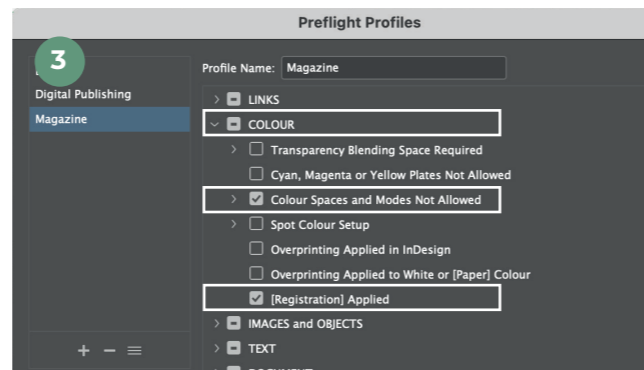 Preflight Profiles
3
Profile Name: Magazine
Digital Publishing
Magazine
LINKS
COLOUR
Transparency Blending Space Required
Cyan, Magenta or Yellow Plates Not Allowed
Colour Spaces and Modes Not Allowed
Spot Colour Setup
Overprinting Applied in InDesign
Overprinting Applied to White or [Paper] Colour
[Registration] Applied
IMAGES and OBJECTS
TEXT
DOCUMENT